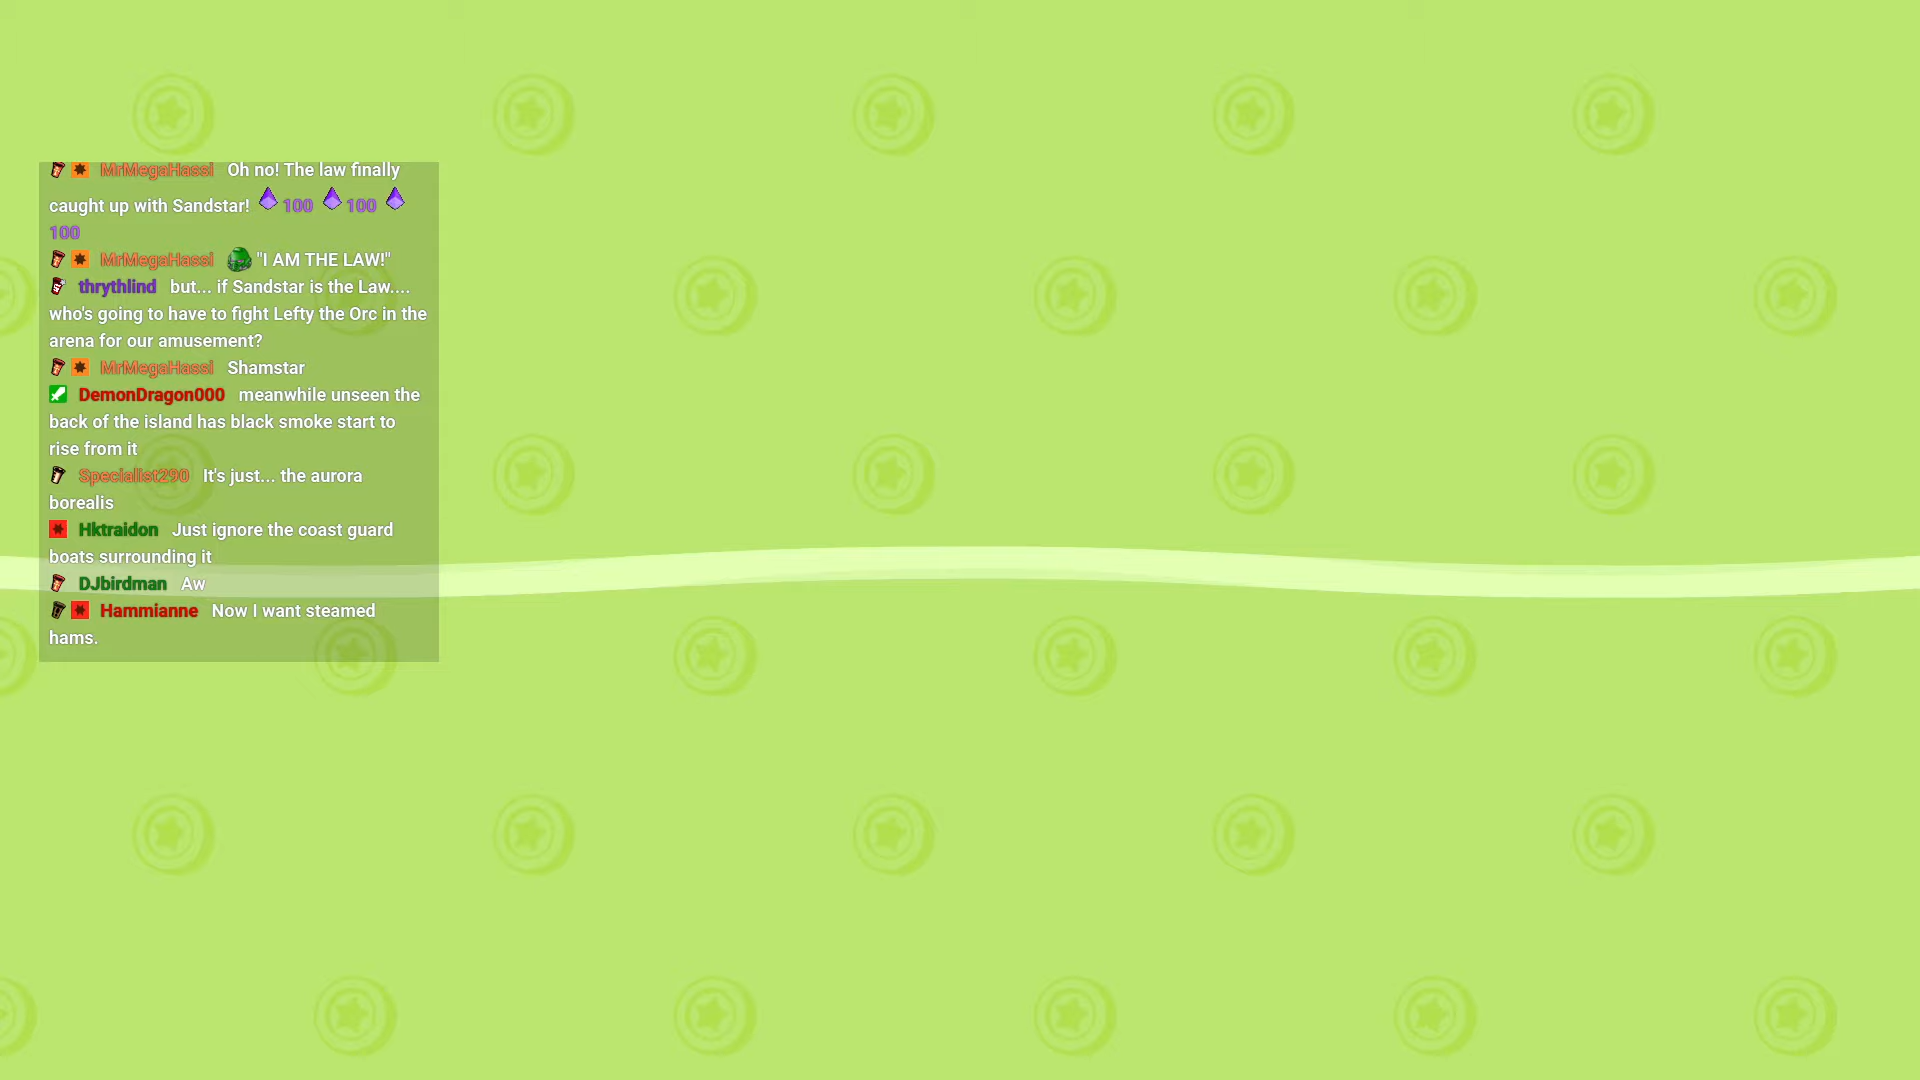 MrMegaHassi Oh no! The law finally
caught up with Sandstar! 100 100
100
MrMegaHassi "I AM THE LAW!"
thrythlind but... if Sandstar is the Law....
who's going to have to fight Lefty the Orc in the
arena for our amusement?
MrMegaHassi Shamstar
DemonDragon000 meanwhile unseen the
back of the island has black smoke start to
rise from it
Specialist290 It's just... the aurora
borealis
Hktraidon Just ignore the coast guard
boats surrounding it
DJbirdman Aw
Hammianne Now I want steamed
hams.